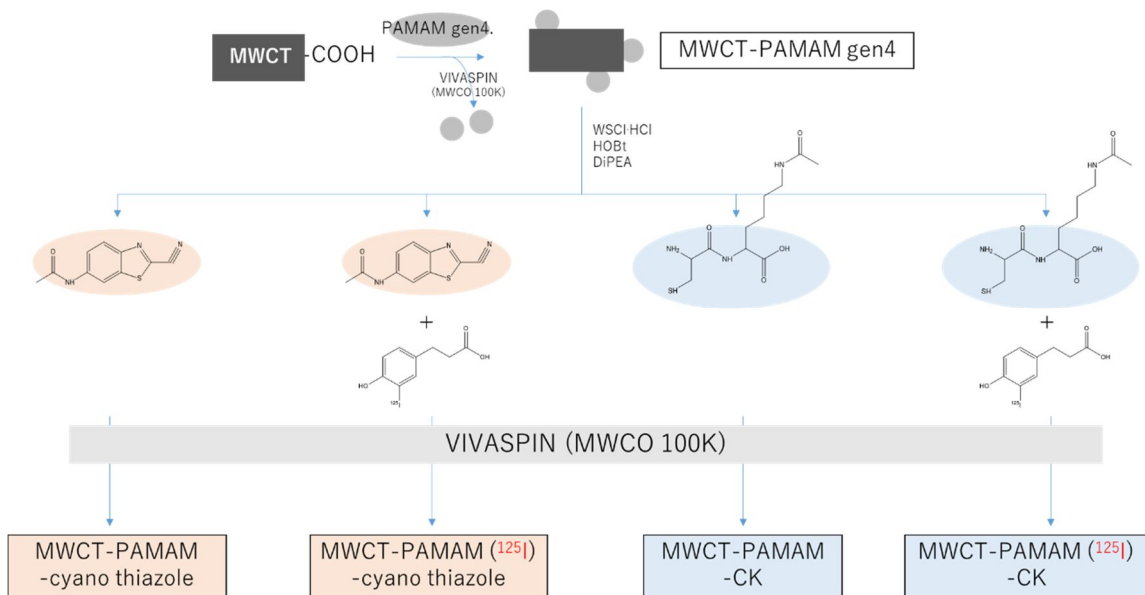 PAMAM gen4.
MWCT -COOH
MWCT-PAMAM gen4
VIVASPIN
(MWCO 100K)
WSCI·HCl
HOBt
DiPEA
O
HN
O
HN
O
NH
N
S
N
O
NH
N
S
N
NH₂
O
NH
OH
O
SH
NH₂
O
NH
OH
O
SH
+
+
O
OH
HO
125I
O
OH
HO
125I
VIVASPIN (MWCO 100K)
MWCT-PAMAM
-cyano thiazole
MWCT-PAMAM (¹²⁵I)
-cyano thiazole
MWCT-PAMAM
-CK
MWCT-PAMAM (¹²⁵I)
-CK